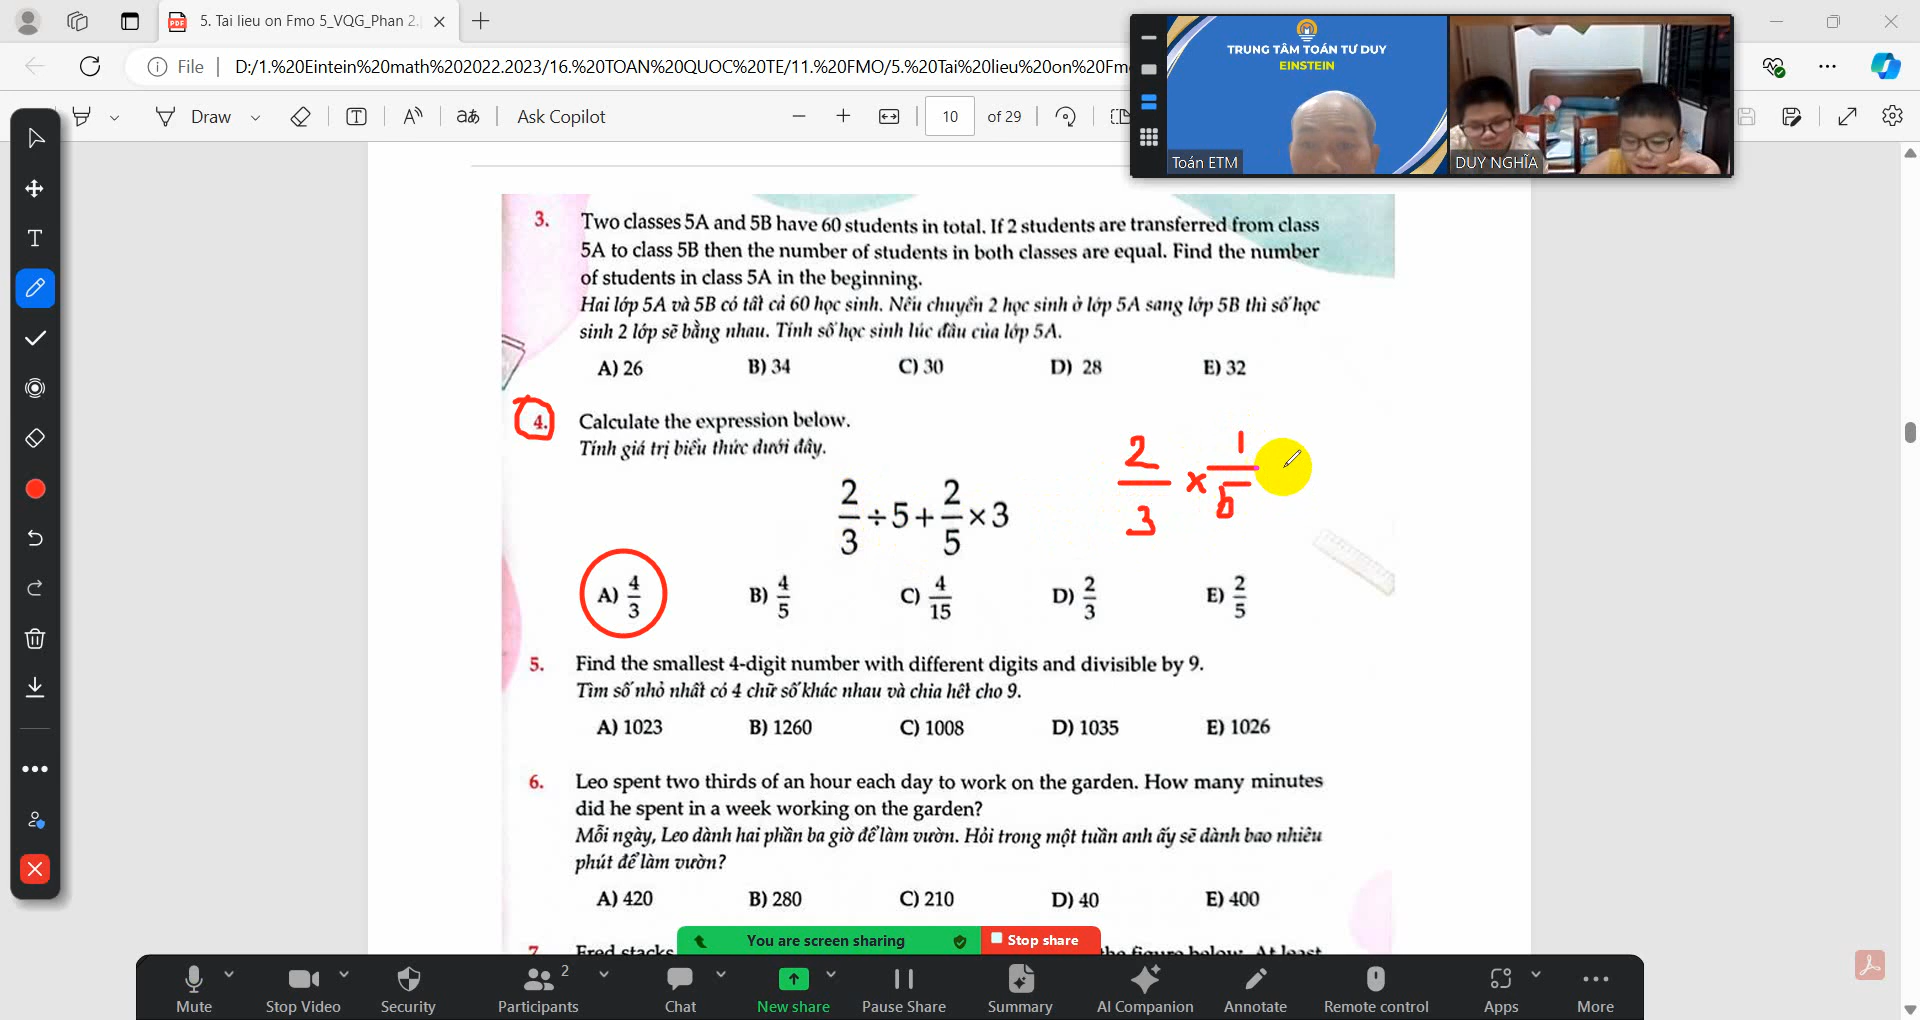 5. Tai lieu on Fmo 5_VQG_Phan 2.
File
D:/1.%20Eintein%20math%202022.2023/16.%20TOAN%20QUOC%20TE/11.%20FMO/5.%20Tai%20lieu%20on%20Fm
Draw
aあ
Ask Copilot
10 of 29
TRUNG TÂM TOÁN TƯ DUY
EINSTEIN
Toán ETM
DUY NGHĨA
3. Two classes 5A and 5B have 60 students in total. If 2 students are transferred from class
5A to class 5B then the number of students in both classes are equal. Find the number
of students in class 5A in the beginning.
Hai lớp 5A và 5B có tất cả 60 học sinh. Nếu chuyển 2 học sinh ở lớp 5A sang lớp 5B thì số học
sinh 2 lớp sẽ bằng nhau. Tính số học sinh lúc đầu của lớp 5A.
A) 26 B) 34 C) 30 D) 28 E) 32
4. Calculate the expression below.
Tính giá trị biểu thức dưới đây.
2/3 ÷ 5 + 2/5 × 3
2/3 × 1/5
A) 4/3 B) 4/5 C) 4/15 D) 2/3 E) 2/5
5. Find the smallest 4-digit number with different digits and divisible by 9.
Tìm số nhỏ nhất có 4 chữ số khác nhau và chia hết cho 9.
A) 1023 B) 1260 C) 1008 D) 1035 E) 1026
6. Leo spent two thirds of an hour each day to work on the garden. How many minutes
did he spent in a week working on the garden?
Mỗi ngày, Leo dành hai phần ba giờ để làm vườn. Hỏi trong một tuần anh ấy sẽ dành bao nhiêu
phút để làm vườn?
A) 420 B) 280 C) 210 D) 40 E) 400
7. Fred stacks the figure below. At least
You are screen sharing
Stop share
Mute
Stop Video
Security
Participants
2
Chat
New share
Pause Share
Summary
AI Companion
Annotate
Remote control
Apps
More